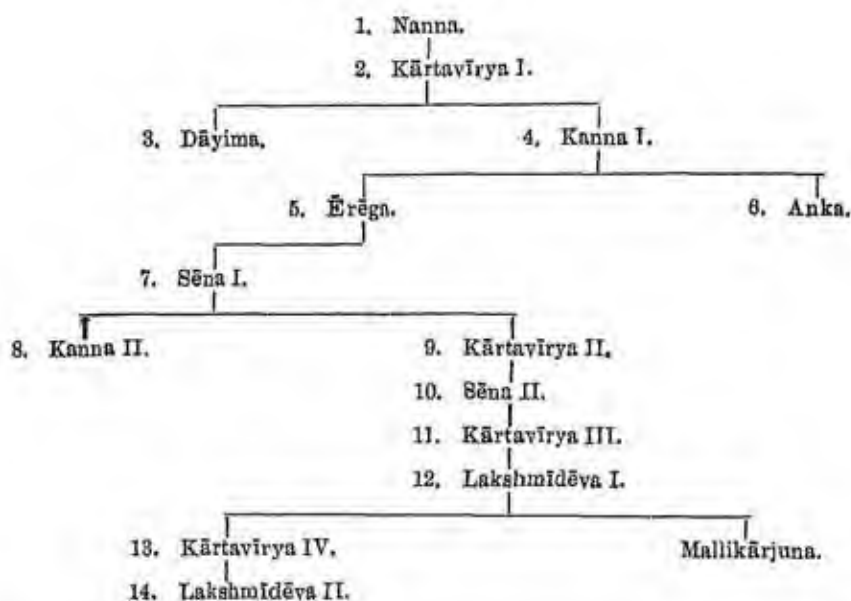 1. Nanna.
2. Kārtavīrya I.
3. Dāyima. 4. Kanna I.
5. Ērēga. 6. Anka.
7. Sēna I.
8. Kanna II. 9. Kārtavīrya II.
10. Sēna II.
11. Kārtavīrya III.
12. Lakshmīdēva I.
13. Kārtavīrya IV. Mallikārjuna.
14. Lakshmīdēva II.